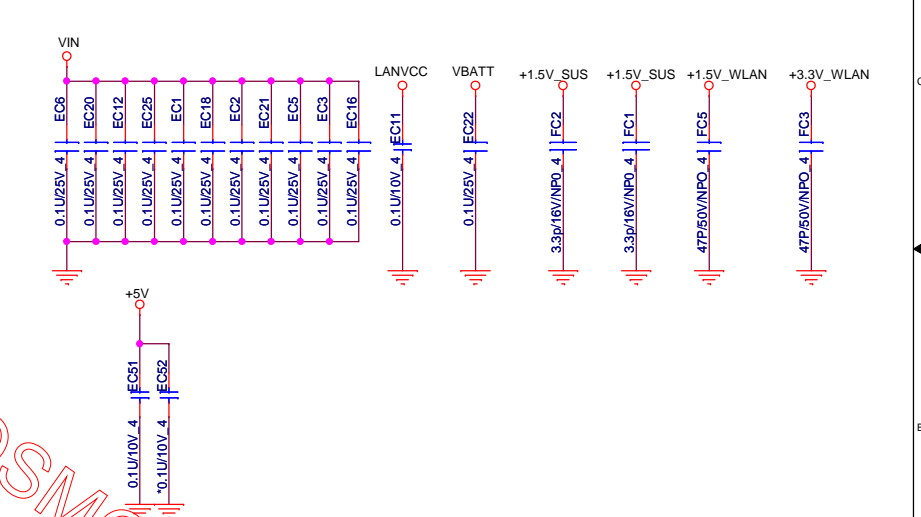 VIN
EC6
EC20
EC12
EC25
EC1
EC18
EC2
EC21
EC5
EC3
EC16
0.1U/25V_4
0.1U/25V_4
0.1U/25V_4
0.1U/25V_4
0.1U/25V_4
0.1U/25V_4
0.1U/25V_4
0.1U/25V_4
0.1U/25V_4
0.1U/25V_4
0.1U/25V_4
LANVCC
EC11
0.1U/10V_4
VBATT
EC22
0.1U/25V_4
+1.5V_SUS
FC2
3.3p/16V/NP0_4
+1.5V_SUS
FC1
3.3p/16V/NP0_4
+1.5V_WLAN
FC5
47P/50V/NPO_4
+3.3V_WLAN
FC3
47P/50V/NPO_4
+5V
EC51
0.1U/10V_4
EC52
*0.1U/10V_4